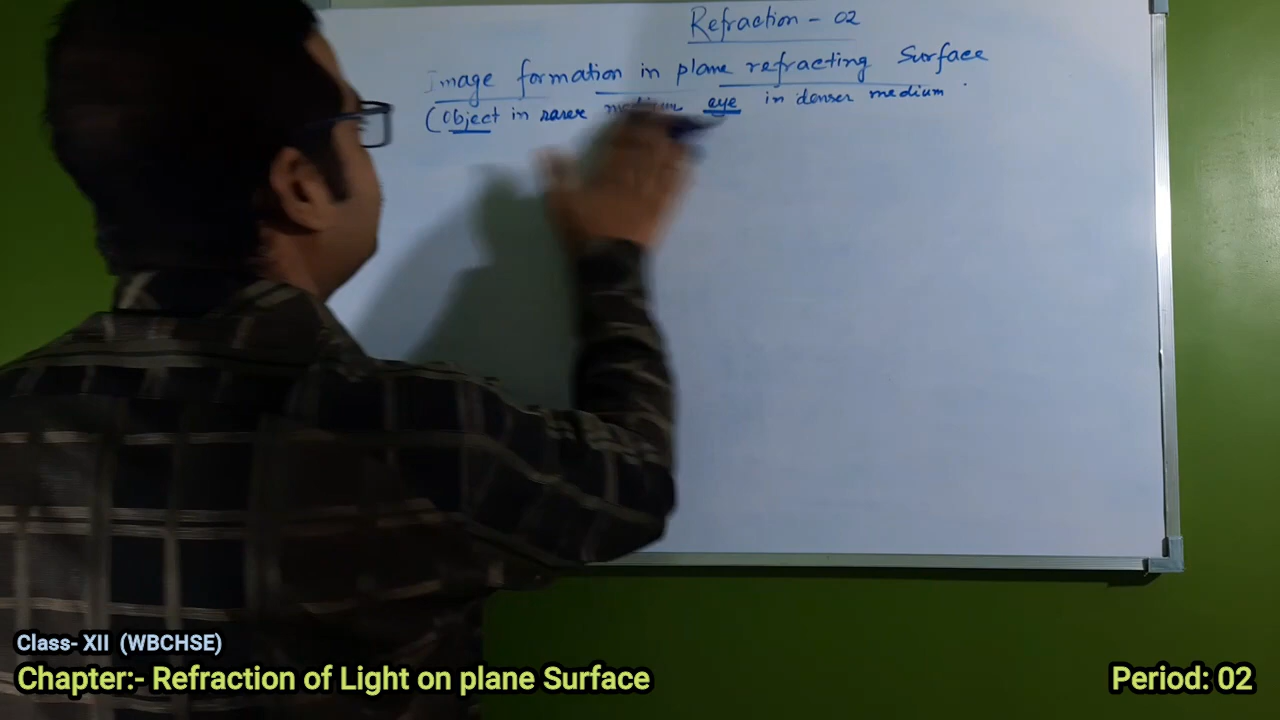 Refraction - 02
Image formation in plane refracting Surface
(Object in rarer medium eye in denser medium.
Class- XII (WBCHSE)
Chapter:- Refraction of Light on plane Surface
Period: 02